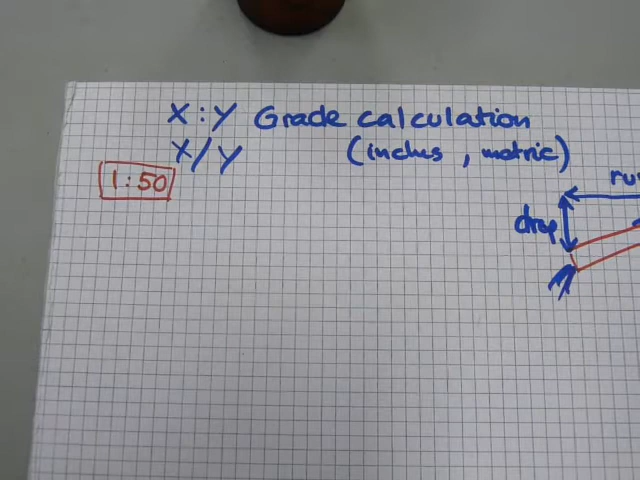 X : Y Grade calculation
X/Y (inches , metric)
1 : 50
drop